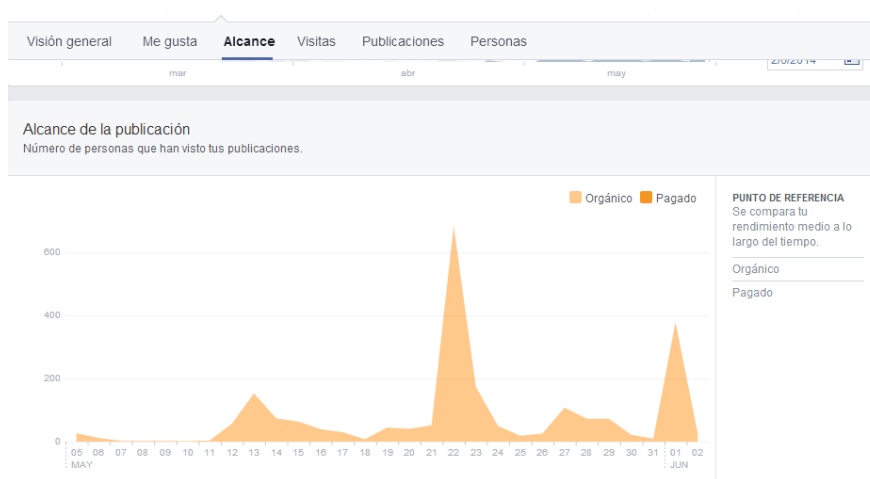 Visión general Me gusta Alcance Visitas Publicaciones Personas
mar abr may
2/6/2014
Alcance de la publicación
Número de personas que han visto tus publicaciones.
Orgánico Pagado
PUNTO DE REFERENCIA
Se compara tu
rendimiento medio a lo
largo del tiempo.
Orgánico
Pagado
600
400
200
0
05 06 07 08 09 10 11 12 13 14 15 16 17 18 19 20 21 22 23 24 25 26 27 28 29 30 31 01 02
MAY JUN